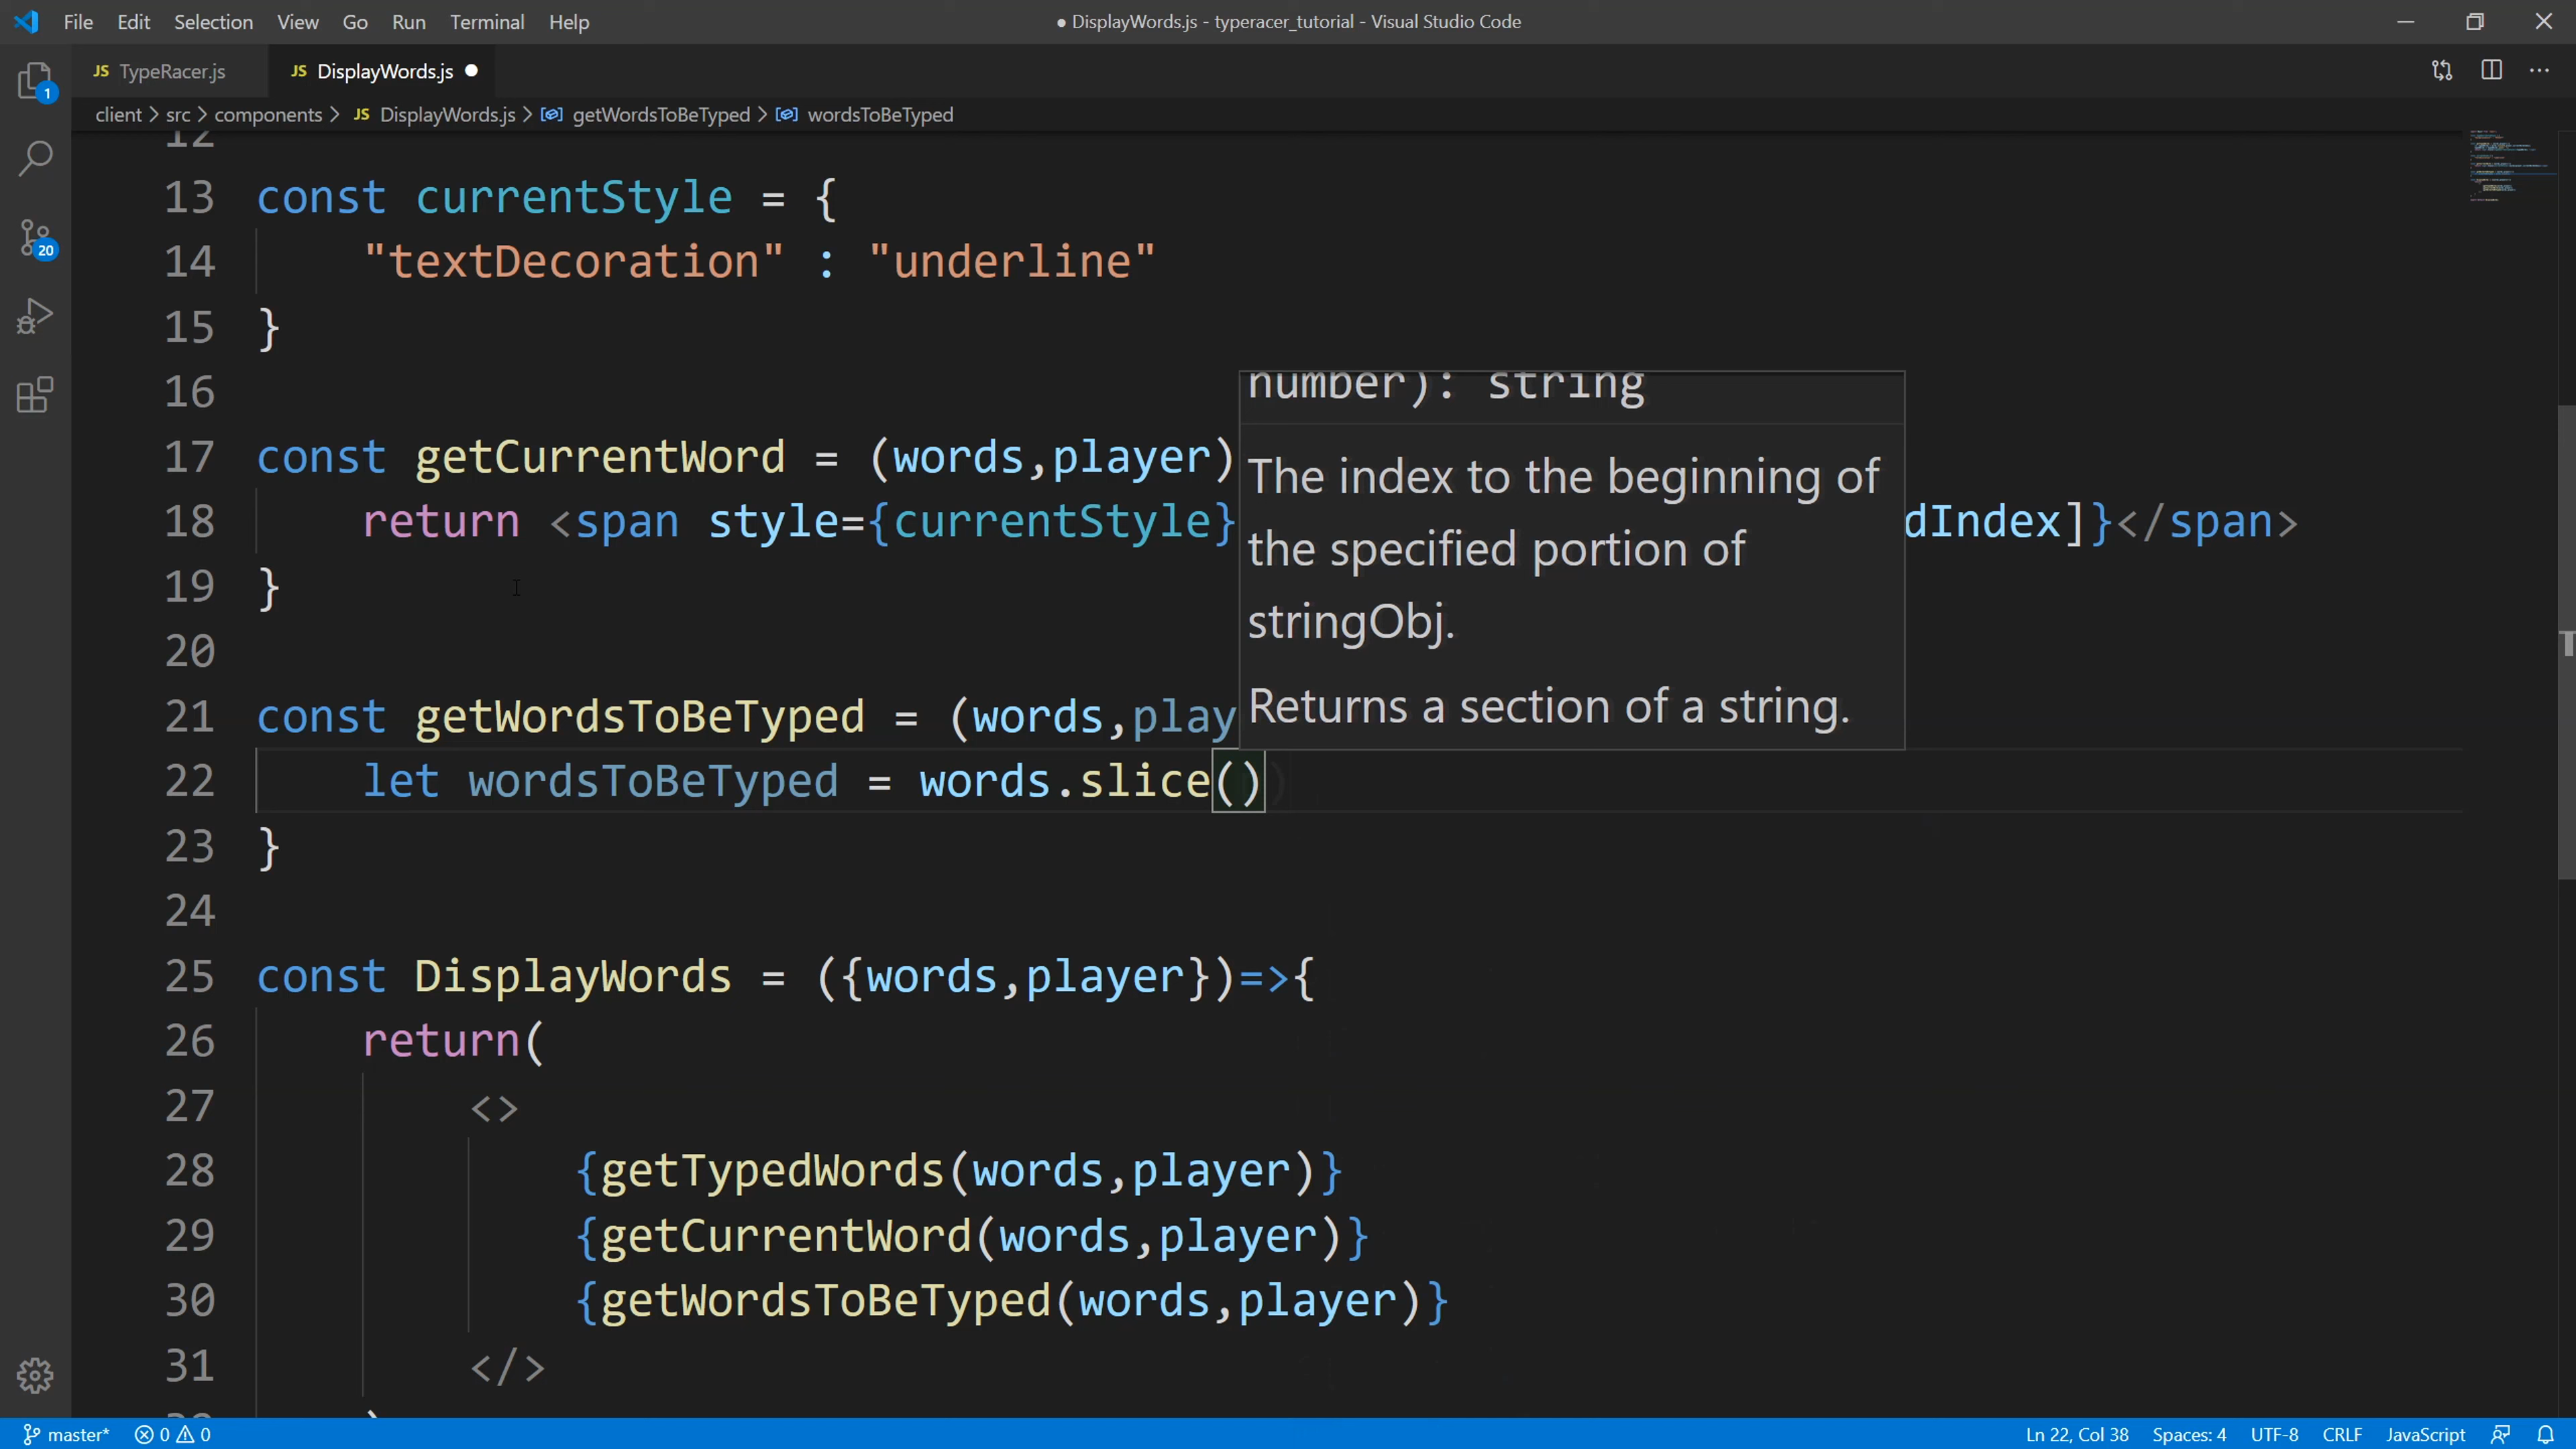 File Edit Selection View Go Run Terminal Help
● DisplayWords.js - typeracer_tutorial - Visual Studio Code
JS TypeRacer.js JS DisplayWords.js ●
1
client > src > components > JS DisplayWords.js > getWordsToBeTyped > wordsToBeTyped
12
13 const currentStyle = {
14 "textDecoration" : "underline"
20
15 }
16
number): string
17 const getCurrentWord = (words,player)
The index to the beginning of
18 return <span style={currentStyle} dIndex]}</span>
the specified portion of
19 }
stringObj.
20
21 const getWordsToBeTyped = (words,play
Returns a section of a string.
22 let wordsToBeTyped = words.slice()
23 }
24
25 const DisplayWords = ({words,player})=>{
26 return(
27 <>
28 {getTypedWords(words,player)}
29 {getCurrentWord(words,player)}
30 {getWordsToBeTyped(words,player)}
31 </>
master* 0 0 Ln 22, Col 38 Spaces: 4 UTF-8 CRLF JavaScript